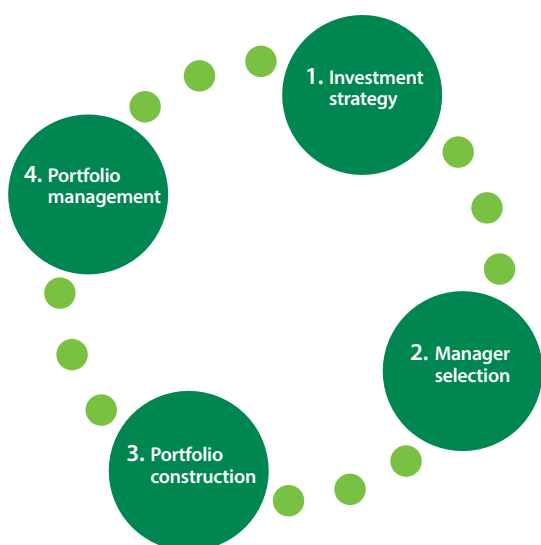 1. Investment
strategy
2. Manager
selection
3. Portfolio
construction
4. Portfolio
management